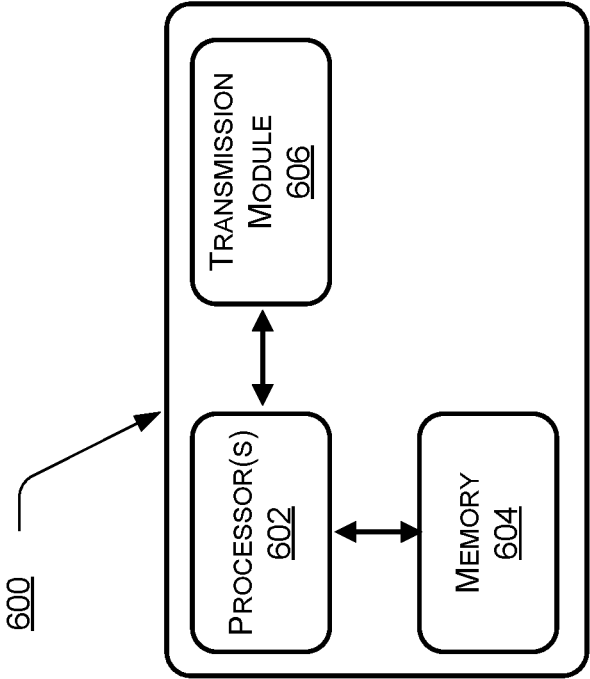 600
PROCESSOR(S)
602
TRANSMISSION
MODULE
606
MEMORY
604